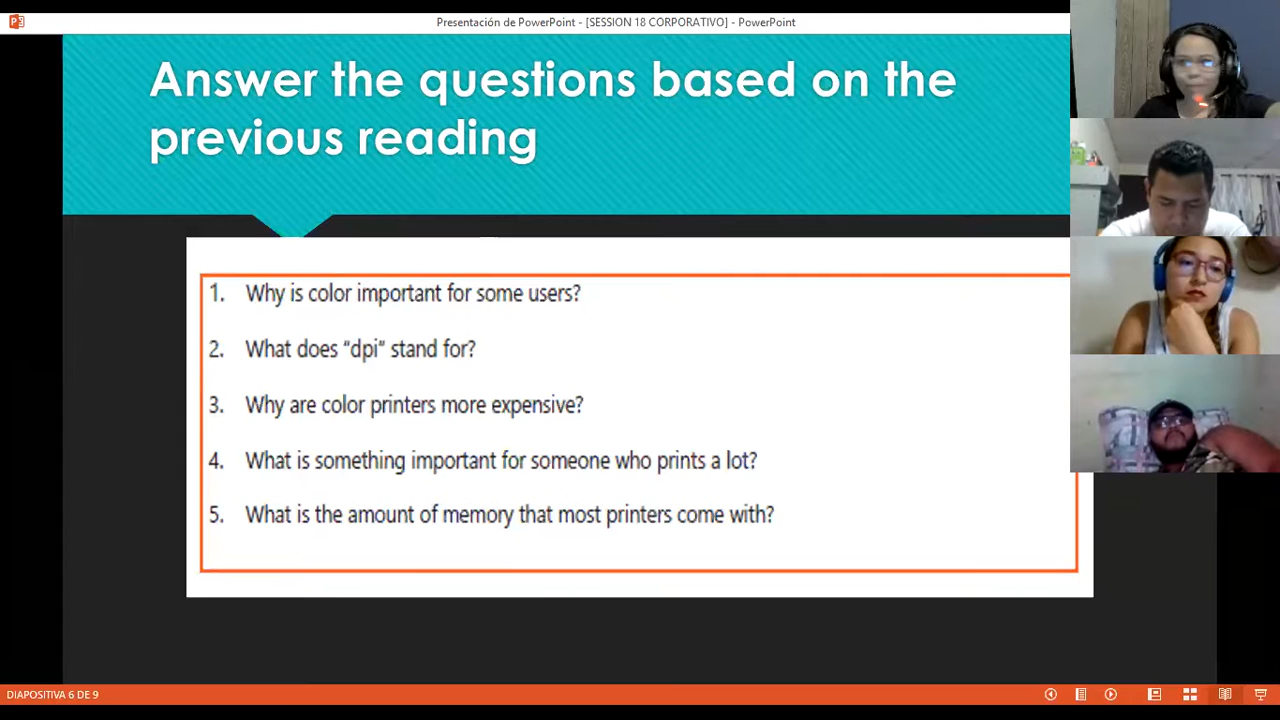 Presentación de PowerPoint - [SESSION 18 CORPORATIVO] - PowerPoint
Answer the questions based on the
previous reading
1. Why is color important for some users?
2. What does “dpi” stand for?
3. Why are color printers more expensive?
4. What is something important for someone who prints a lot?
5. What is the amount of memory that most printers come with?
DIAPOSITIVA 6 DE 9